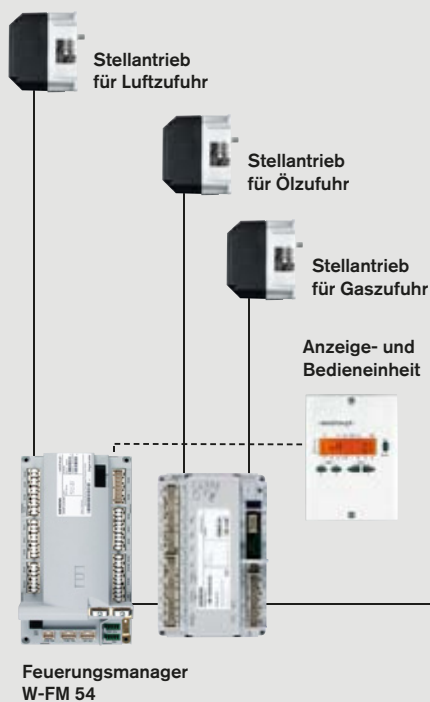 Stellantrieb
für Luftzufuhr
Stellantrieb
für Ölzufuhr
Stellantrieb
für Gaszufuhr
Anzeige- und
Bedieneinheit
Feuerungsmanager
W-FM 54